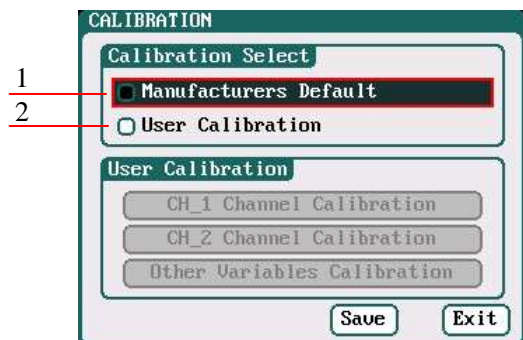 CALIBRATION
Calibration Select
1
Manufacturers Default
2
User Calibration
User Calibration
CH_1 Channel Calibration
CH_2 Channel Calibration
Other Variables Calibration
Save
Exit